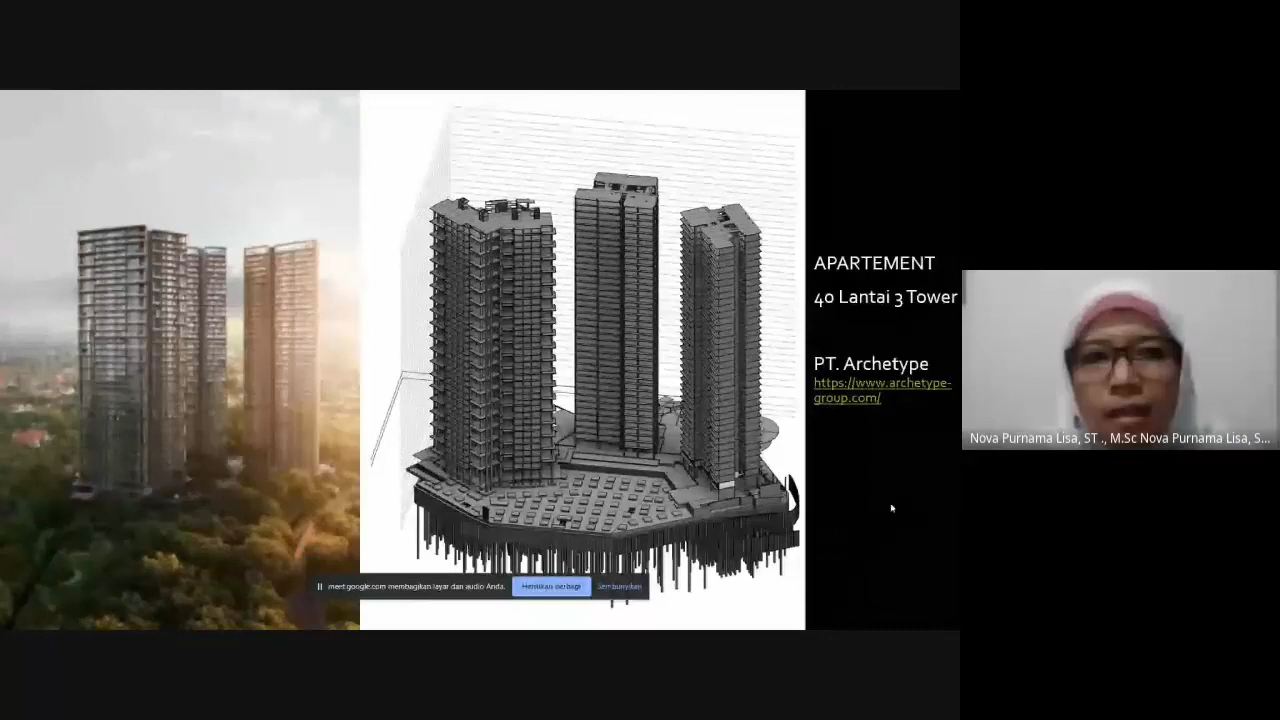 APARTEMENT
40 Lantai 3 Tower
PT. Archetype
https://www.archetype-
group.com/
meet.google.com membagikan layar dan audio Anda.
Hentikan berbagi
Sembunyikan
Nova Purnama Lisa, ST ., M.Sc Nova Purnama Lisa, S...